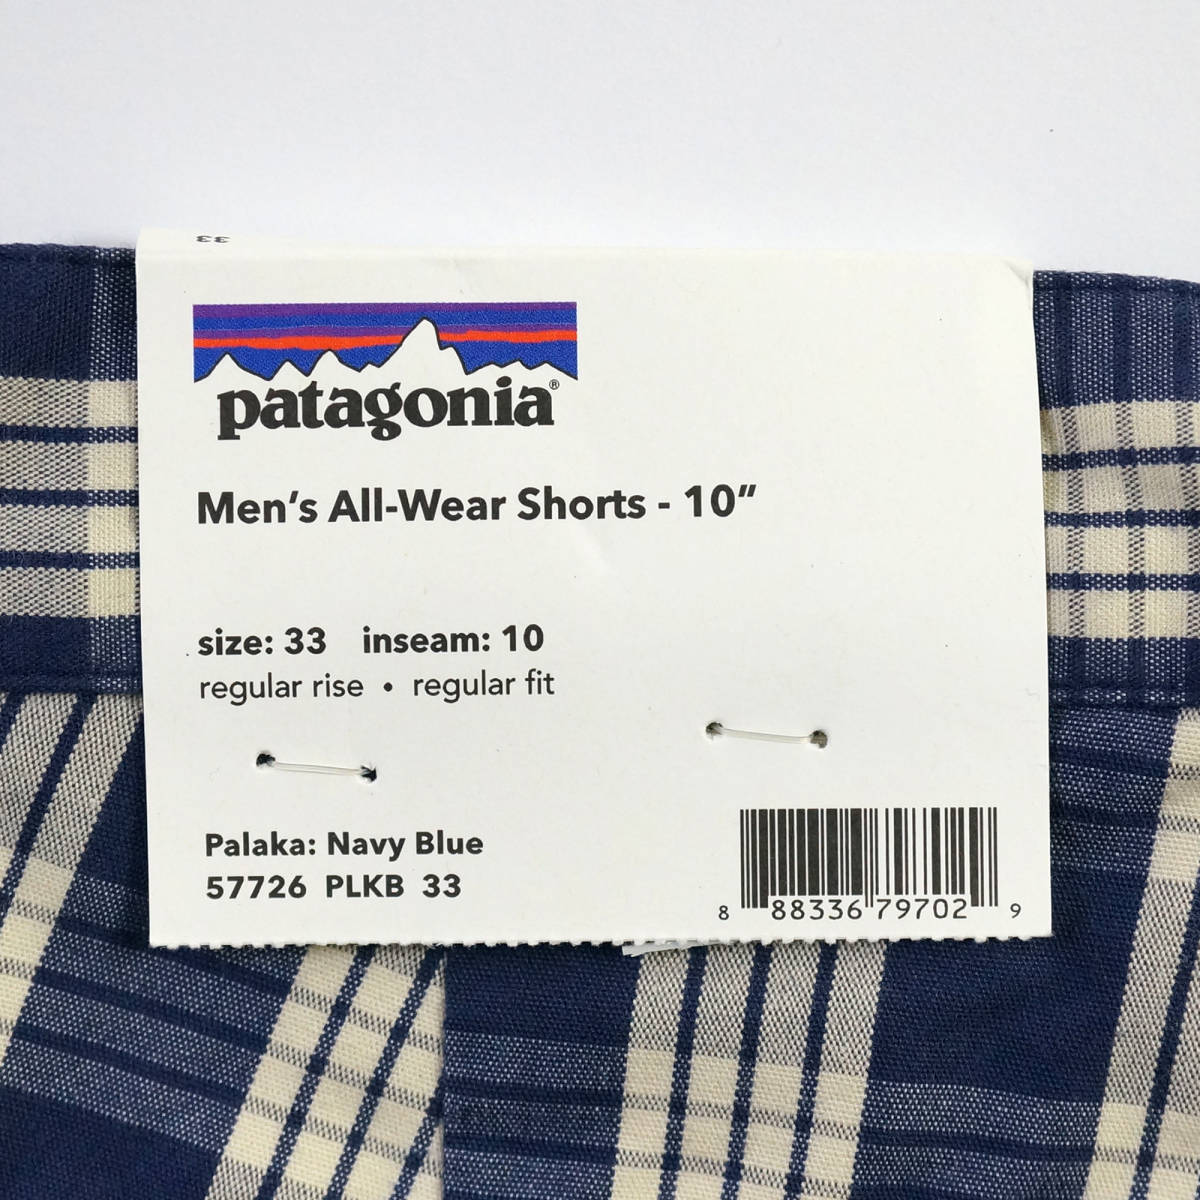 33
patagonia®
Men's All-Wear Shorts - 10"
size: 33 inseam: 10
regular rise • regular fit
Palaka: Navy Blue
57726 PLKB 33
8 88336 79702 9